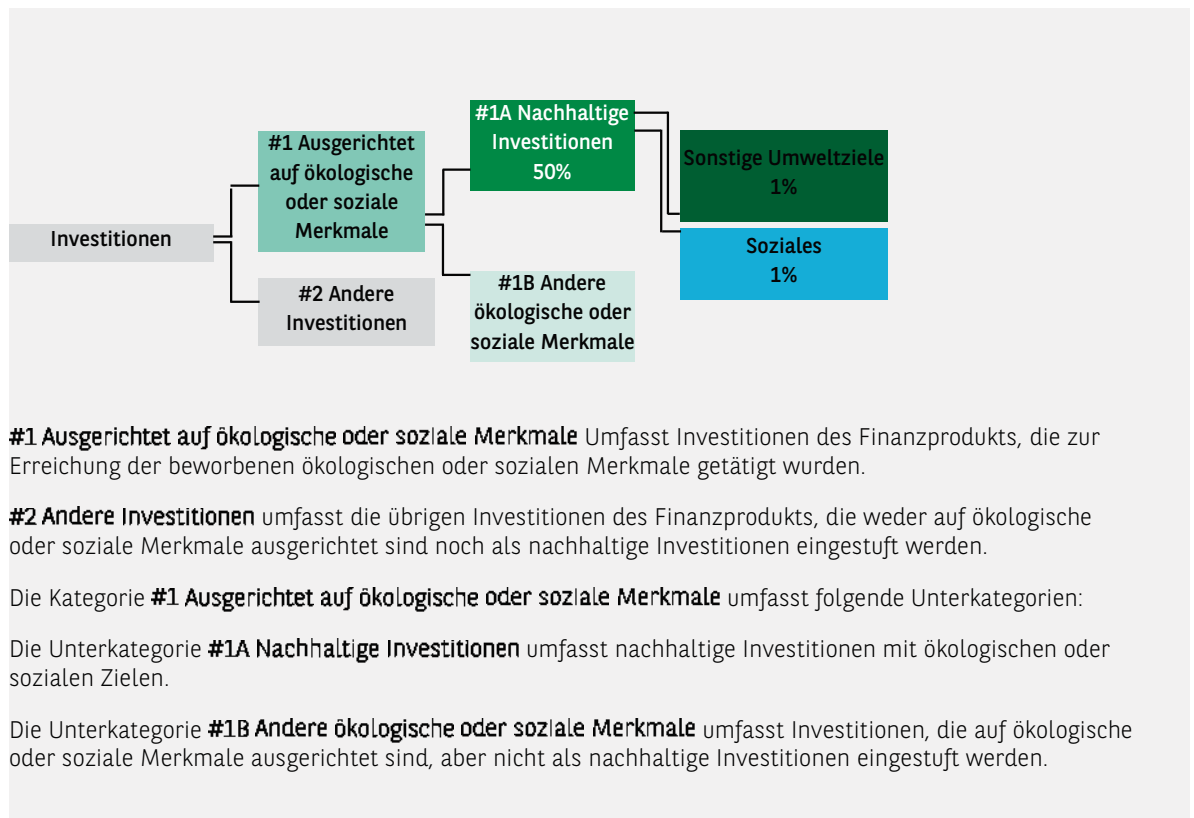 #1A Nachhaltige
Investitionen
50%
#1 Ausgerichtet
auf ökologische
oder soziale
Merkmale
Sonstige Umweltziele
1%
Investitionen
Soziales
1%
#2 Andere
Investitionen
#1B Andere
ökologische oder
soziale Merkmale
#1 Ausgerichtet auf ökologische oder soziale Merkmale Umfasst Investitionen des Finanzprodukts, die zur
Erreichung der beworbenen ökologischen oder sozialen Merkmale getätigt wurden.
#2 Andere Investitionen umfasst die übrigen Investitionen des Finanzprodukts, die weder auf ökologische
oder soziale Merkmale ausgerichtet sind noch als nachhaltige Investitionen eingestuft werden.
Die Kategorie #1 Ausgerichtet auf ökologische oder soziale Merkmale umfasst folgende Unterkategorien:
Die Unterkategorie #1A Nachhaltige Investitionen umfasst nachhaltige Investitionen mit ökologischen oder
sozialen Zielen.
Die Unterkategorie #1B Andere ökologische oder soziale Merkmale umfasst Investitionen, die auf ökologische
oder soziale Merkmale ausgerichtet sind, aber nicht als nachhaltige Investitionen eingestuft werden.